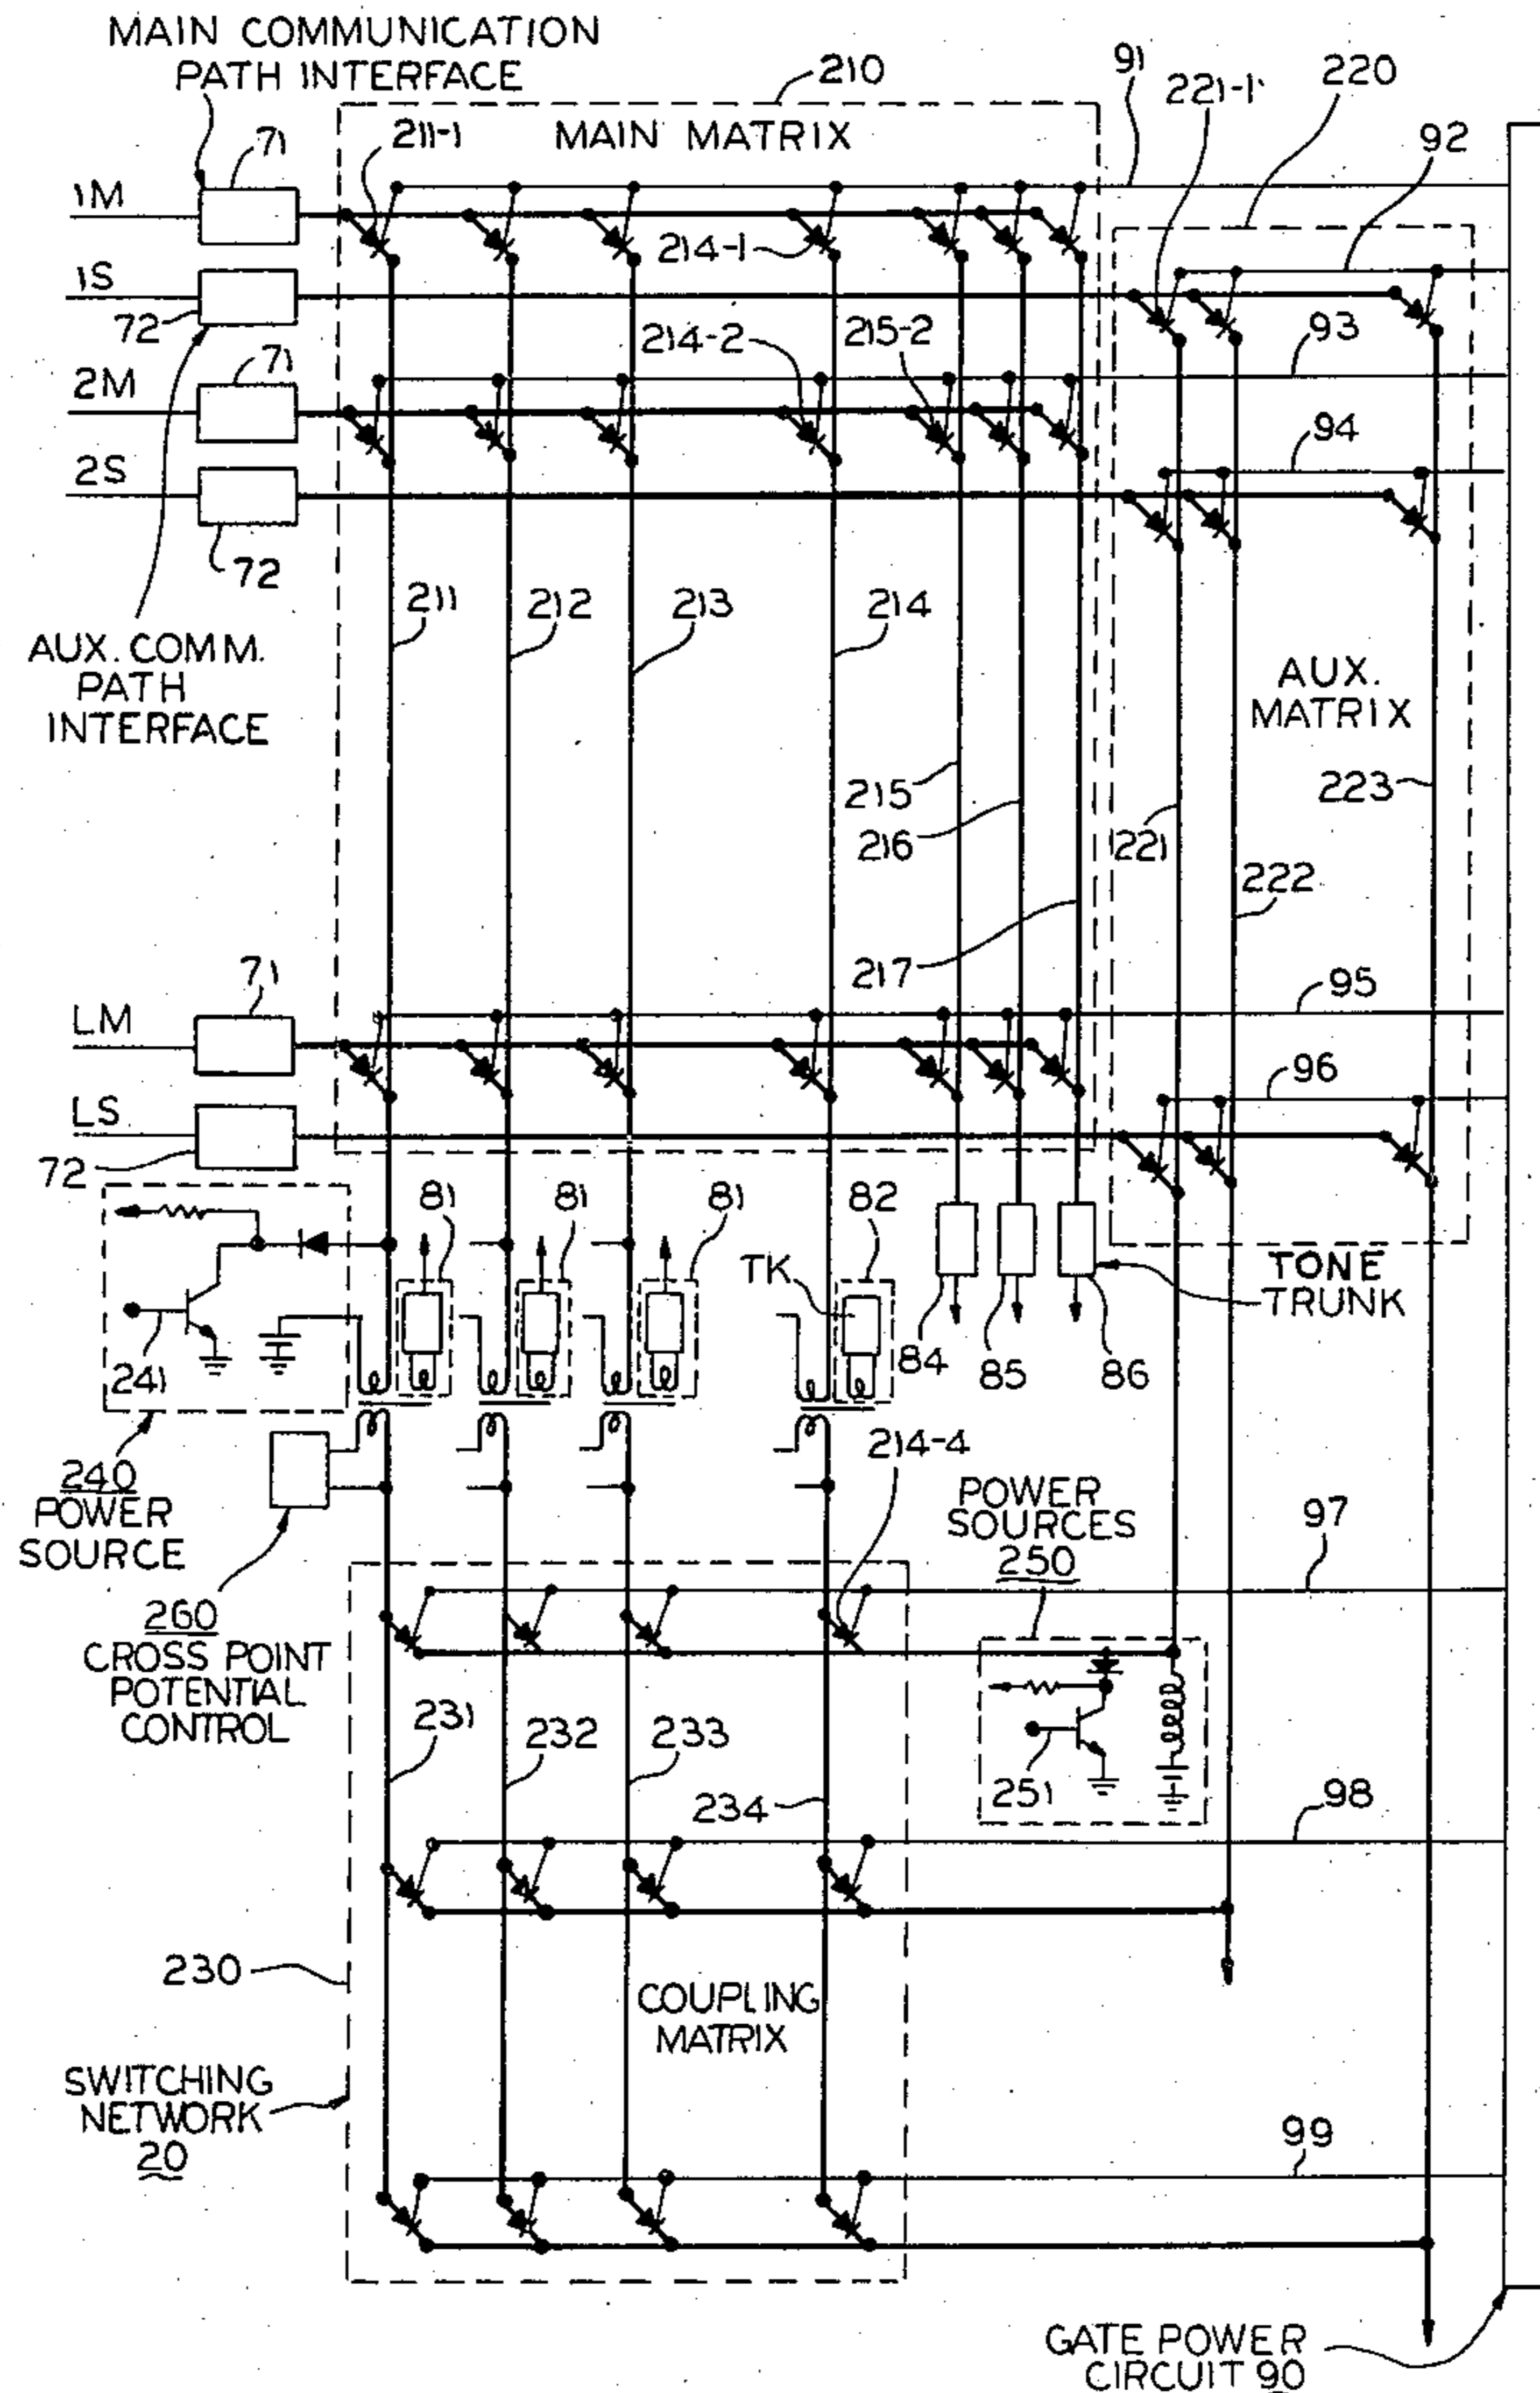 MAIN COMMUNICATION
PATH INTERFACE
210
91
221-1
220
MAIN MATRIX
211-1
71
92
1M
214-1
1S
72
214-2
215-2
93
71
2M
94
2S
72
211
212
213
214
AUX. COMM.
PATH
INTERFACE
AUX.
MATRIX
215
223
216
221
222
217
71
95
LM
96
LS
72
81
81
81
82
TK
TONE
TRUNK
241
84
85
86
214-4
240
POWER
SOURCE
POWER
SOURCES
250
97
260
CROSS POINT
POTENTIAL
CONTROL
231
232
233
234
251
98
230
COUPLING
MATRIX
SWITCHING
NETWORK
20
99
GATE POWER
CIRCUIT 90